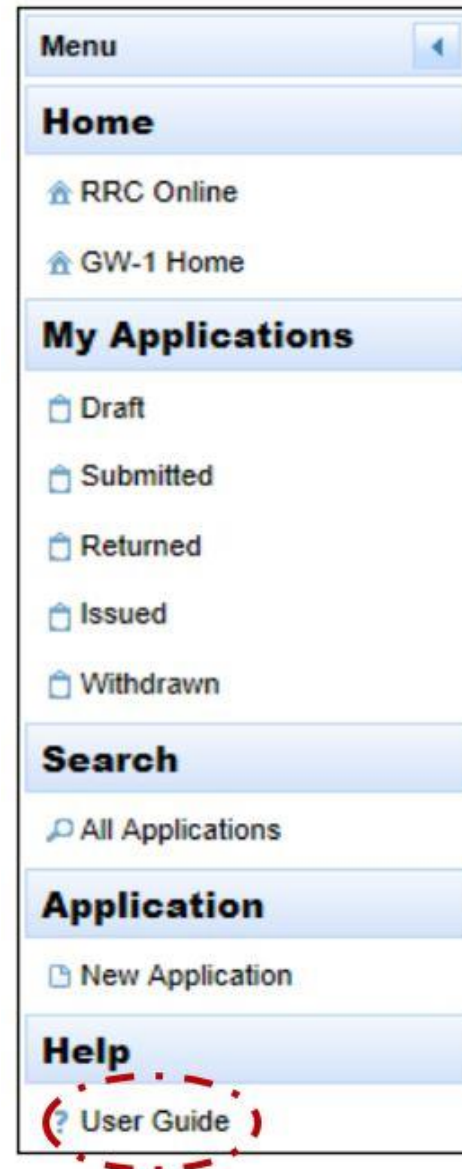 Menu
Home
RRC Online
GW-1 Home
My Applications
Draft
Submitted
Returned
Issued
Withdrawn
Search
All Applications
Application
New Application
Help
? User Guide